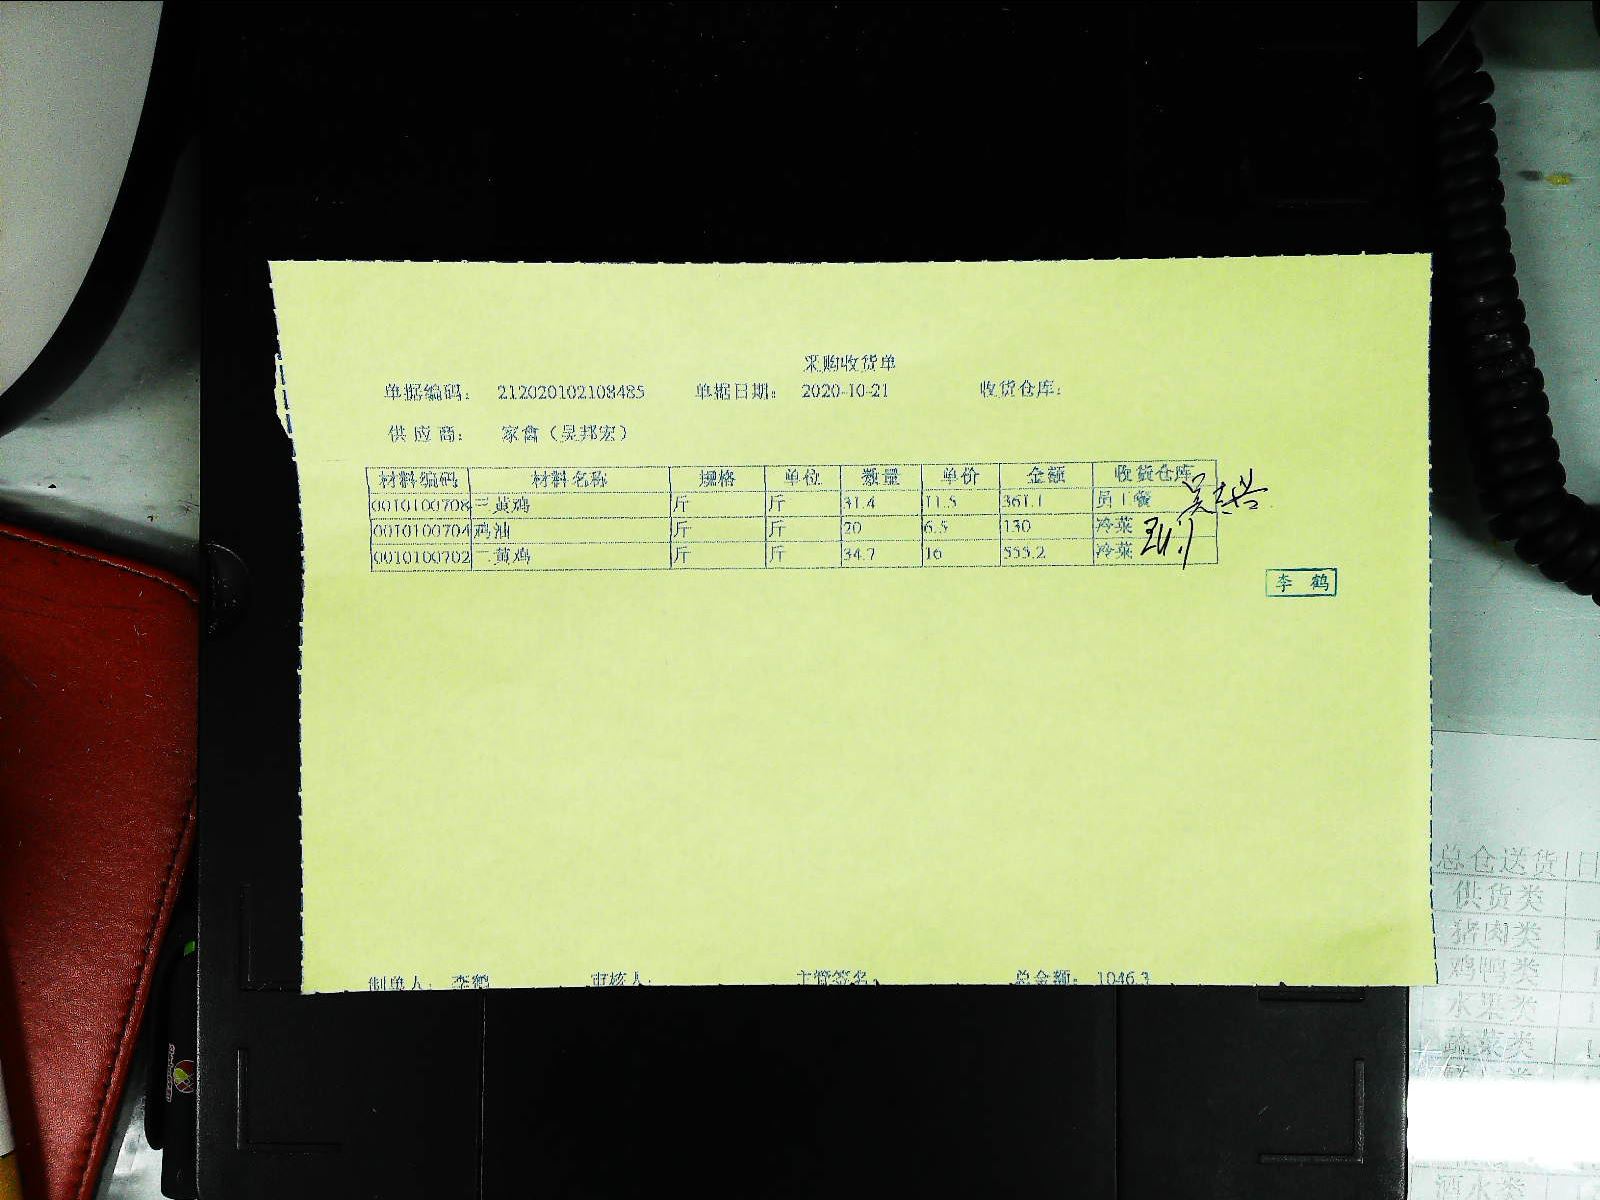 采购收货单
单据编码： 212020102108485 单据日期： 2020-10-21 收货仓库：
供 应 商： 家禽（吴邦宏）
材料编码 材料名称 规格 单位 数量 单价 金额 收货仓库
0010100708 三黄鸡 斤 斤 31.4 11.5 361.1 员工餐
0010100704 鸡油 斤 斤 20 6.5 130 冷菜
0010100702 二黄鸡 斤 斤 34.7 16 555.2 冷菜
李 鹤
制单人： 李鹤 审核人： 主管签名： 总金额： 1046.3
总仓送货 日
供货类
猪肉类
鸡鸭类
水果类
蔬菜类
酒水类